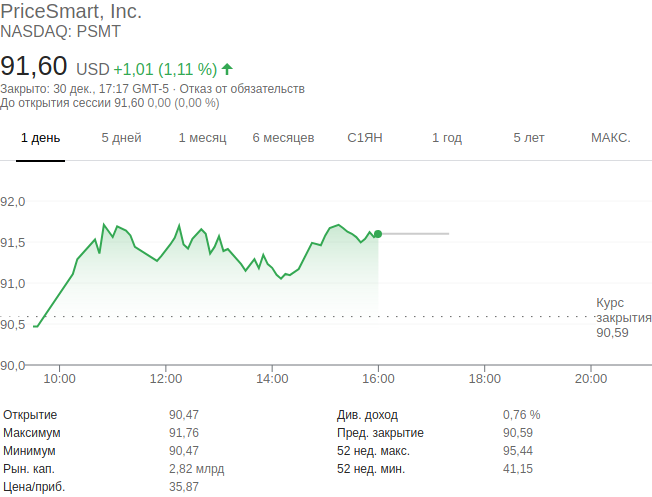 PriceSmart, Inc.
NASDAQ: PSMT
91,60 USD +1,01 (1,11 %)
Закрыто: 30 дек., 17:17 GMT-5 · Отказ от обязательств
До открытия сессии 91,60 0,00 (0,00 %)
1 день 5 дней 1 месяц 6 месяцев С1ЯН 1 год 5 лет МАКС.
92,0
91,5
91,0
Курс
закрытия
90,59
90,5
90,0
10:00 12:00 14:00 16:00 18:00 20:00
Открытие 90,47 Див. доход 0,76 %
Максимум 91,76 Пред. закрытие 90,59
Минимум 90,47 52 нед. макс. 95,44
Рын. кап. 2,82 млрд 52 нед. мин. 41,15
Цена/приб. 35,87